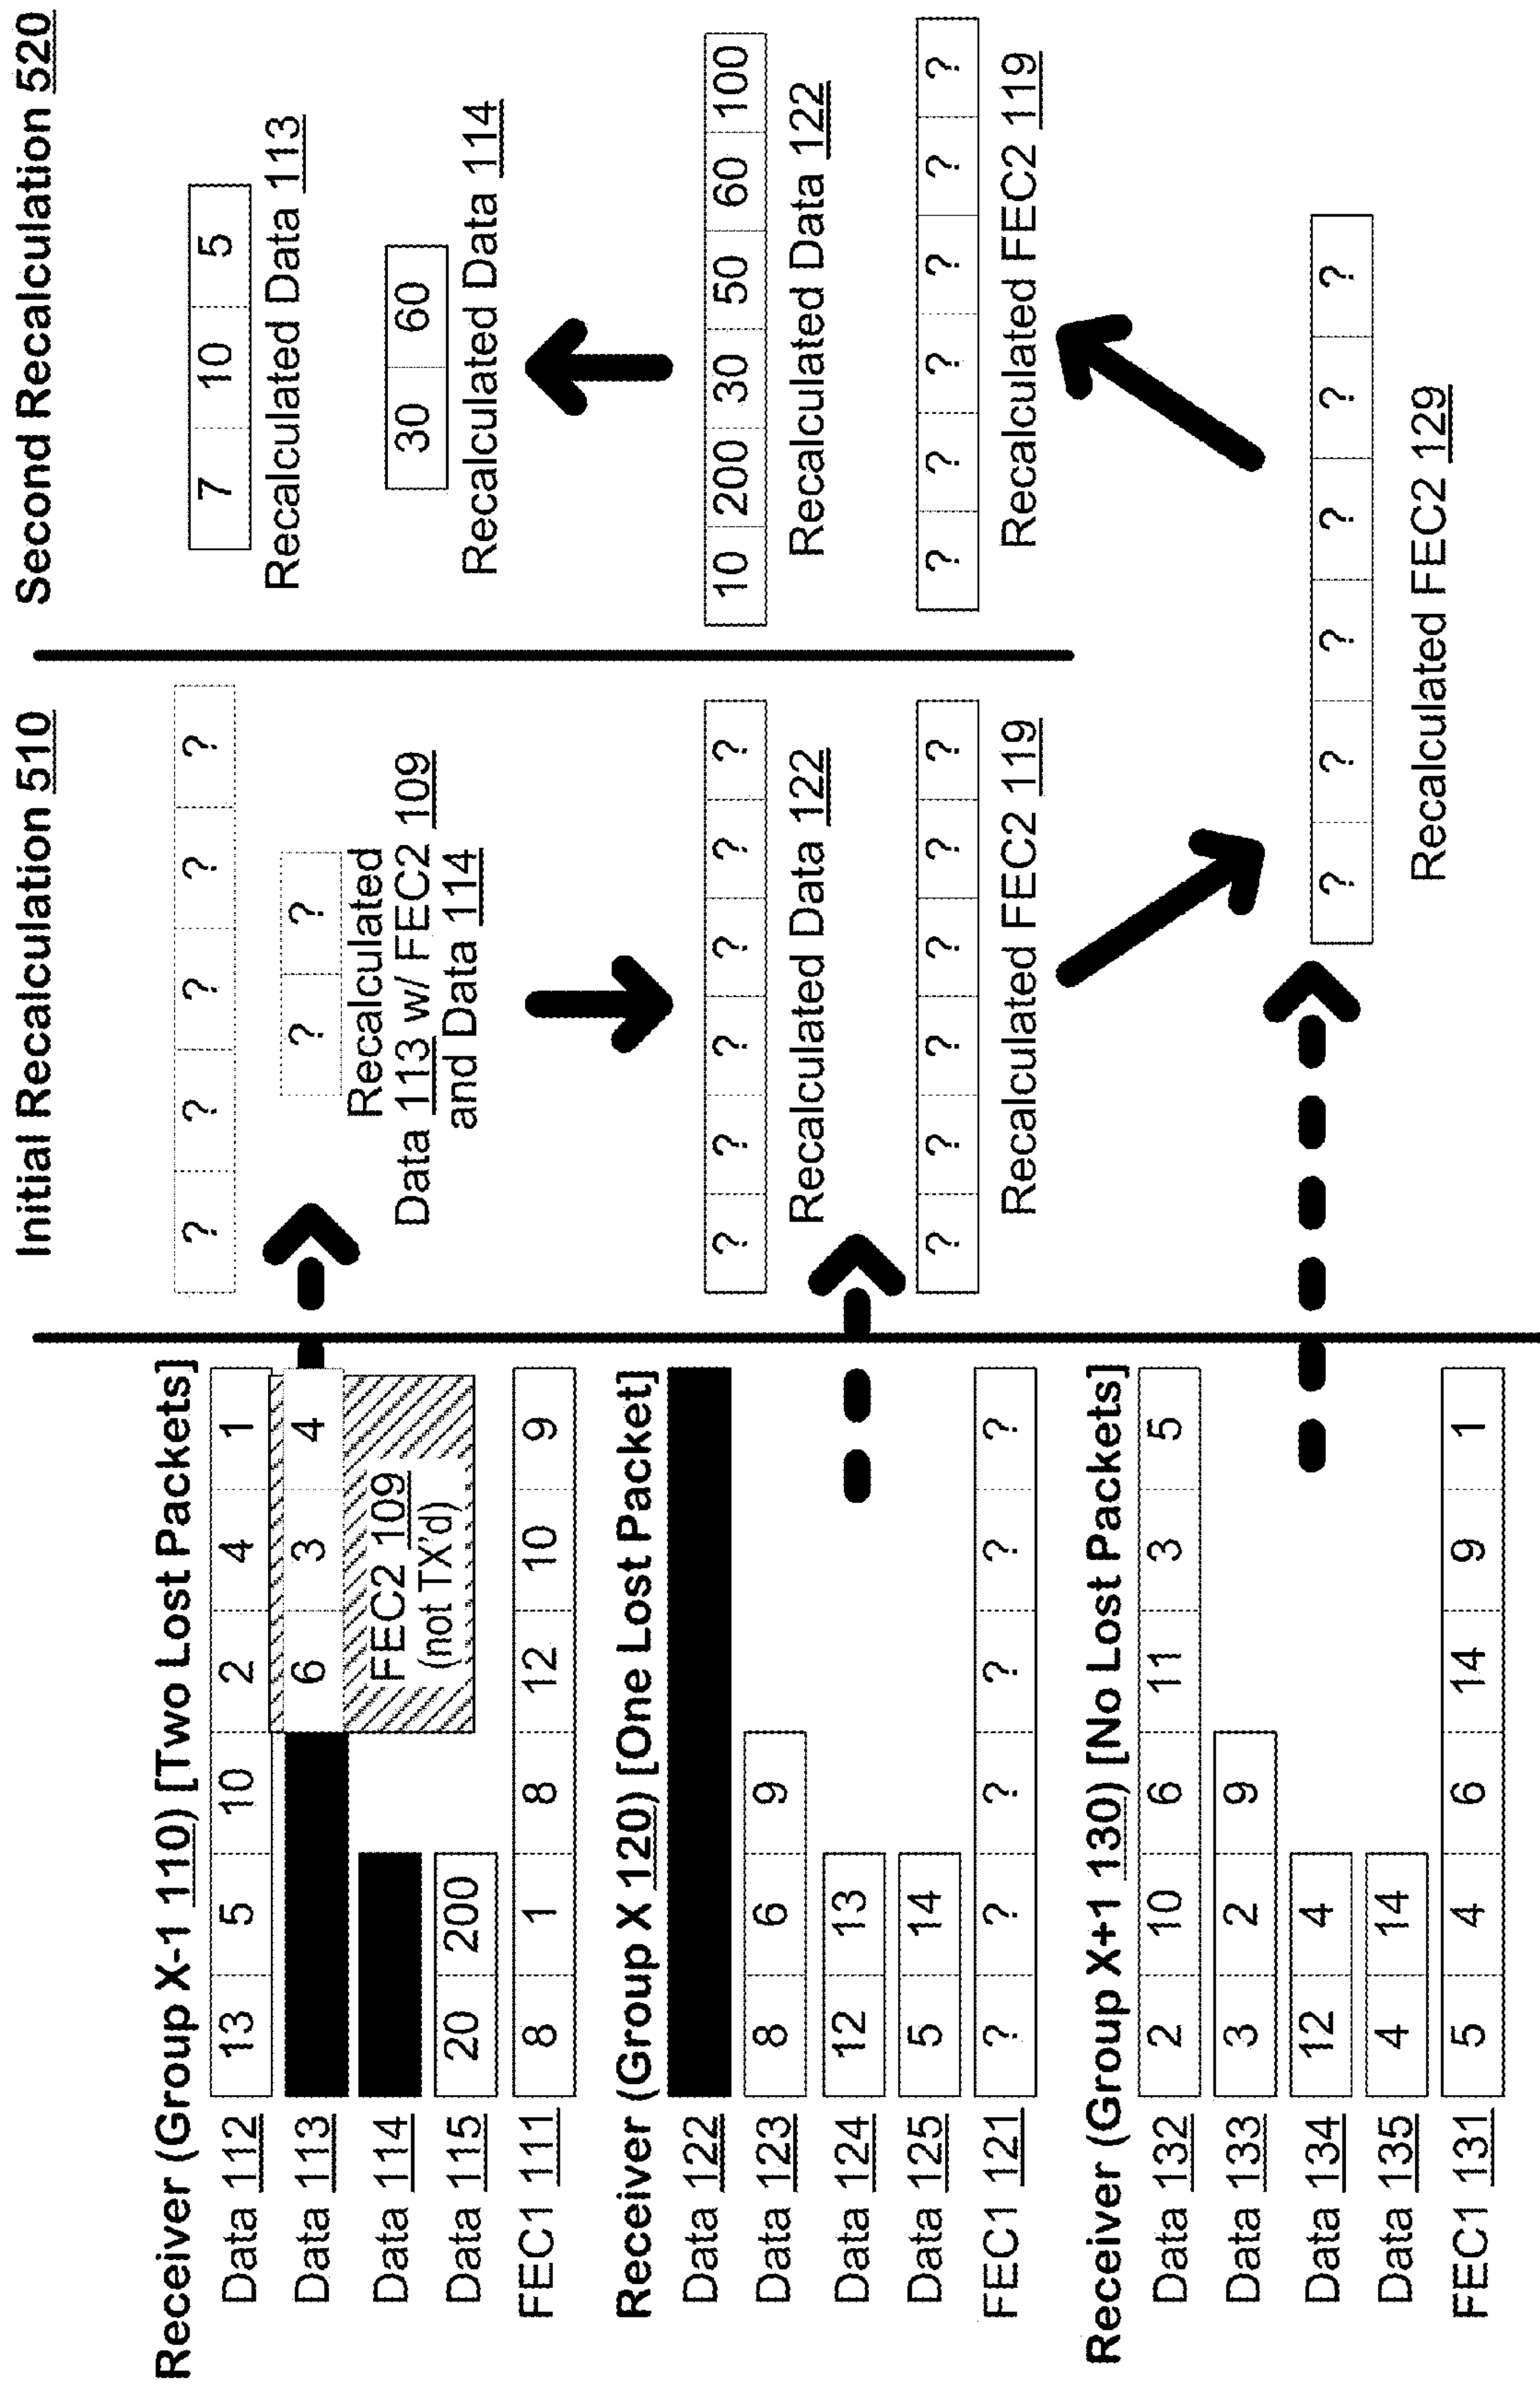 Initial Recalculation 510
Second Recalculation 520
Receiver (Group X-1 110) [Two Lost Packets]
Data 112 13 5 10 2 4 1
Data 113 6 3 4
Data 114
FEC2 109
(not TX'd)
Data 115 20 200
FEC1 111 8 1 8 12 10 9
? ? ? ? ?
? ?
Recalculated
Data 113 w/ FEC2 109
and Data 114
7 10 5
Recalculated Data 113
30 60
Recalculated Data 114
Receiver (Group X 120) [One Lost Packet]
Data 122
Data 123 8 6 9
Data 124 12 13
Data 125 5 14
FEC1 121 ? ? ? ? ? ?
? ? ? ? ? ?
Recalculated Data 122
? ? ? ? ? ?
Recalculated FEC2 119
10 200 30 50 60 100
Recalculated Data 122
? ? ? ? ? ?
Recalculated FEC2 119
Receiver (Group X+1 130) [No Lost Packets]
Data 132 2 10 6 11 3 5
Data 133 3 2 9
Data 134 12 4
Data 135 4 14
FEC1 131 5 4 6 14 9 1
? ? ? ? ? ?
Recalculated FEC2 129